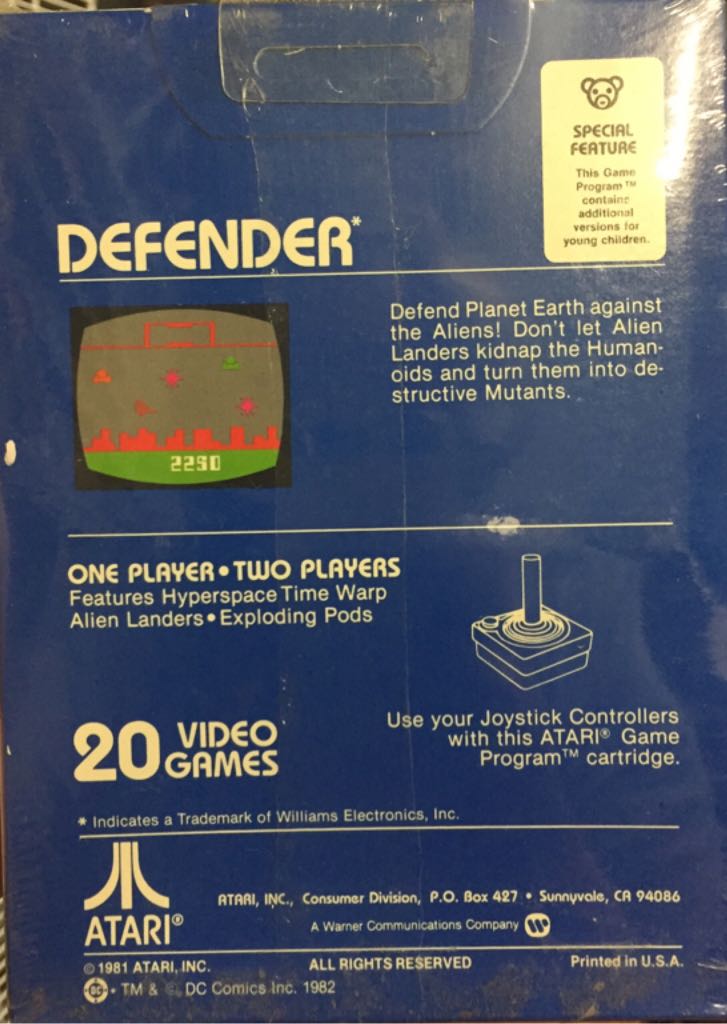 SPECIAL
FEATURE
This Game
Program™
contains
additional
versions for
young children.
DEFENDER*
Defend Planet Earth against
the Aliens! Don't let Alien
Landers kidnap the Human-
oids and turn them into de-
structive Mutants.
2250
ONE PLAYER • TWO PLAYERS
Features Hyperspace Time Warp
Alien Landers • Exploding Pods
20 VIDEO
GAMES
Use your Joystick Controllers
with this ATARI® Game
Program™ cartridge.
* Indicates a Trademark of Williams Electronics, Inc.
ATARI®
ATARI, INC., Consumer Division, P.O. Box 427 • Sunnyvale, CA 94086
A Warner Communications Company
© 1981 ATARI, INC.
ALL RIGHTS RESERVED
Printed in U.S.A.
DC • TM & © DC Comics Inc. 1982